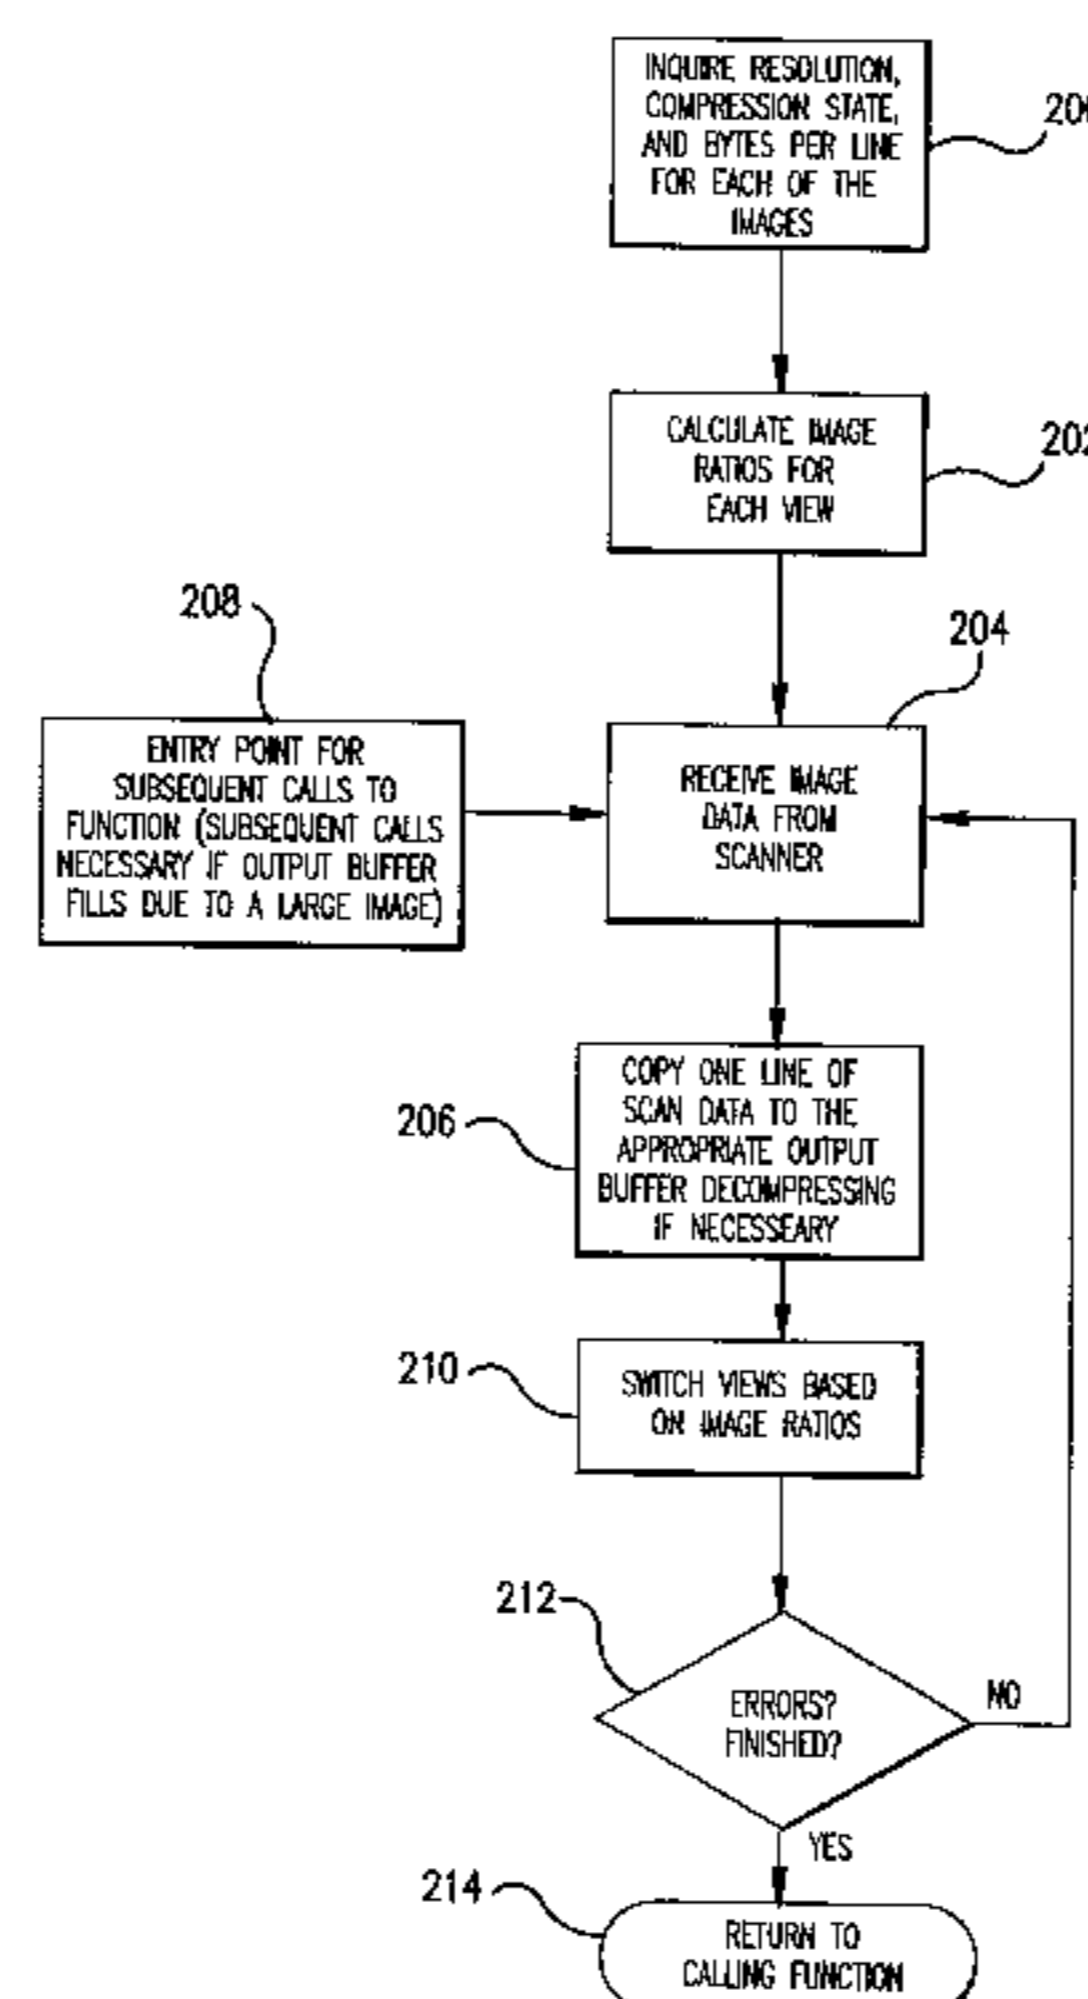 INQUIRE RESOLUTION,
COMPRESSION STATE,
AND BYTES PER LINE
FOR EACH OF THE
IMAGES
CALCULATE IMAGE
RATIOS FOR
EACH VIEW
202
208
204
ENTRY POINT FOR
SUBSEQUENT CALLS TO
FUNCTION (SUBSEQUENT CALLS
NECESSARY IF OUTPUT BUFFER
FILLS DUE TO A LARGE IMAGE)
RECEIVE IMAGE
DATA FROM
SCANNER
206
COPY ONE LINE OF
SCAN DATA TO THE
APPROPRIATE OUTPUT
BUFFER DECOMPRESSING
IF NECESSEARY
210
SWITCH VIEWS BASED
ON IMAGE RATIOS
212
ERRORS?
FINISHED?
NO
YES
214
RETURN TO
CALLING FUNCTION